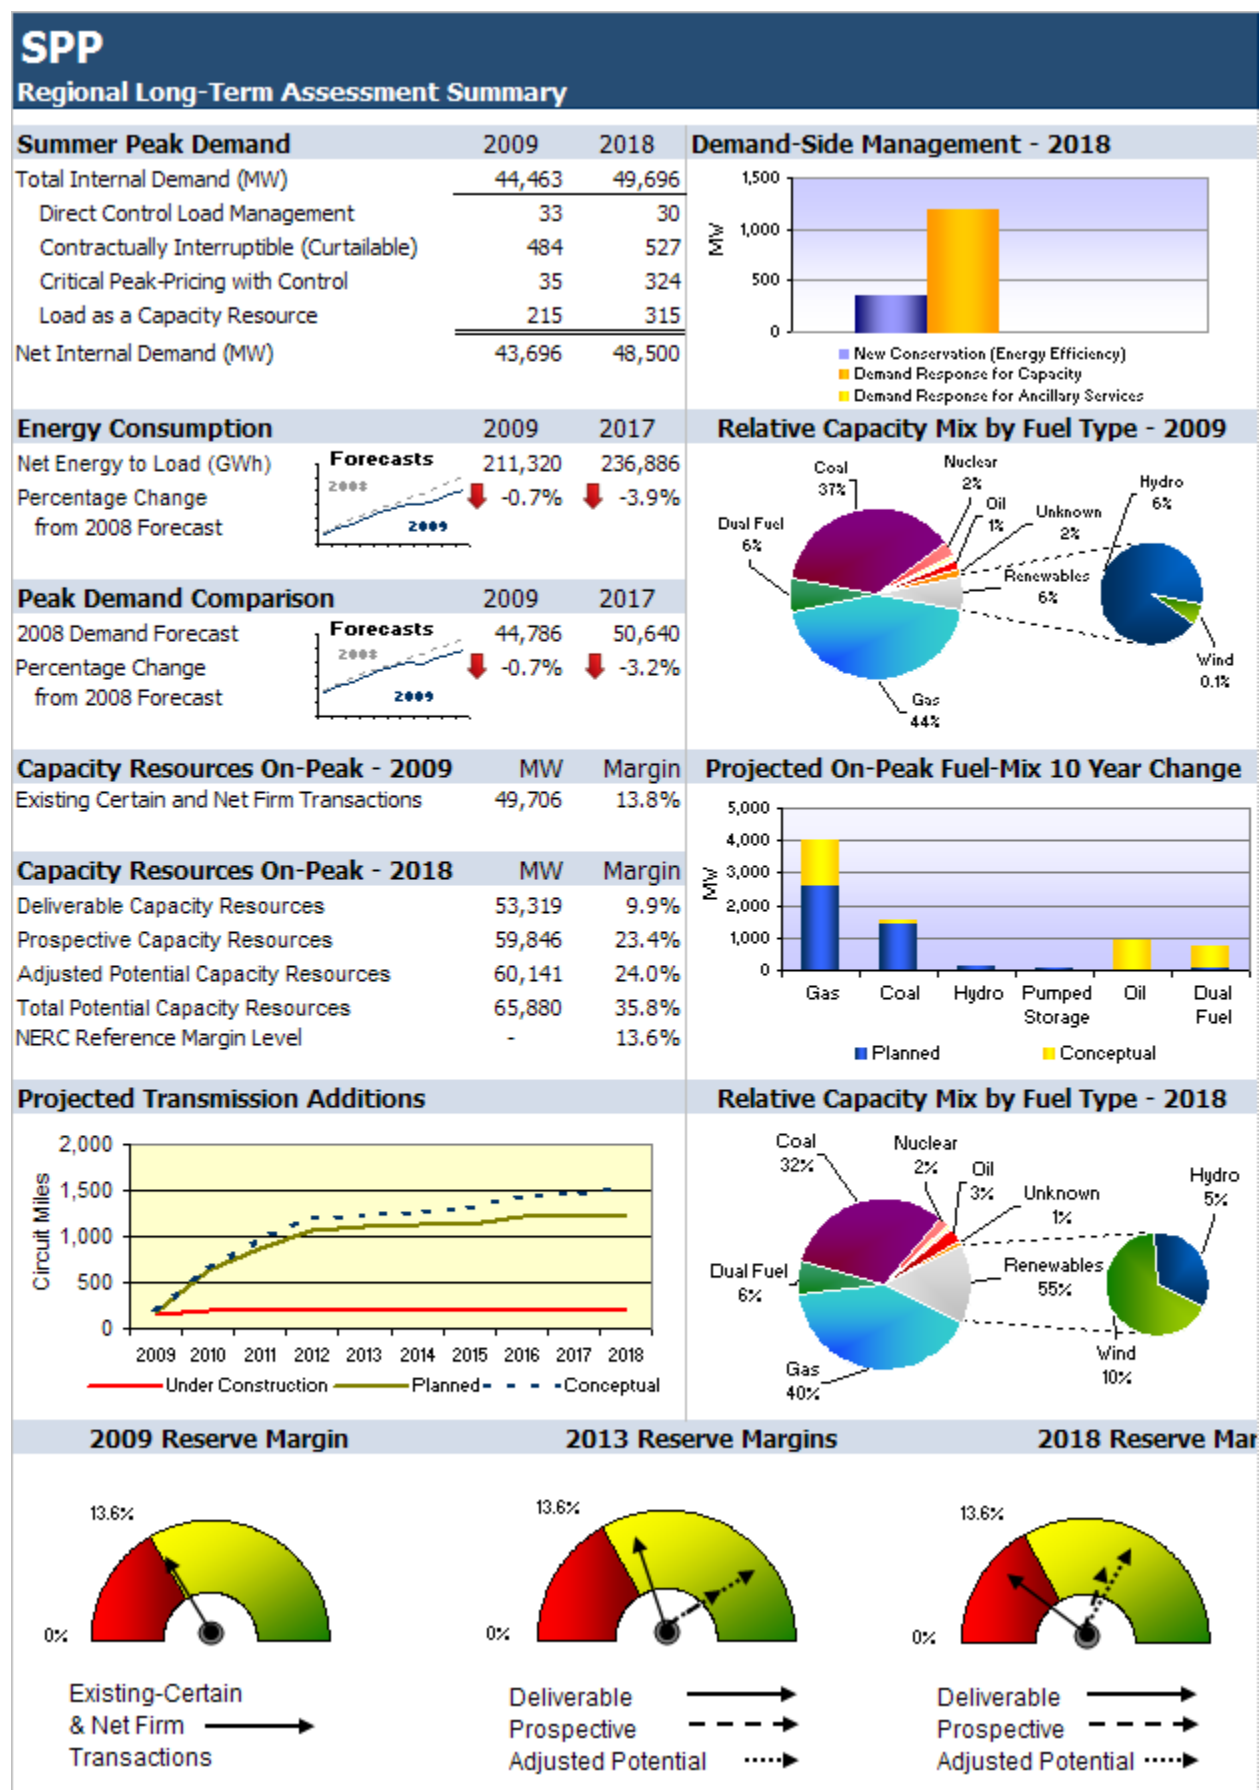 SPP
Regional Long-Term Assessment Summary
Summer Peak Demand 2009 2018
Total Internal Demand (MW) 44,463 49,696
Direct Control Load Management 33 30
Contractually Interruptible (Curtailable) 484 527
Critical Peak-Pricing with Control 35 324
Load as a Capacity Resource 215 315
Net Internal Demand (MW) 43,696 48,500
Demand-Side Management - 2018
1,500
1,000
500
0
MW
New Conservation (Energy Efficiency)
Demand Response for Capacity
Demand Response for Ancillary Services
Energy Consumption 2009 2017
Net Energy to Load (GWh) 211,320 236,886
Percentage Change -0.7% -3.9%
from 2008 Forecast
Forecasts
2008
2009
Relative Capacity Mix by Fuel Type - 2009
Coal
37%
Nuclear
2%
Oil
1%
Unknown
2%
Hydro
6%
Dual Fuel
6%
Renewables
6%
Wind
0.1%
Gas
44%
Peak Demand Comparison 2009 2017
2008 Demand Forecast 44,786 50,640
Percentage Change -0.7% -3.2%
from 2008 Forecast
Forecasts
2008
2009
Capacity Resources On-Peak - 2009 MW Margin
Existing Certain and Net Firm Transactions 49,706 13.8%
Projected On-Peak Fuel-Mix 10 Year Change
5,000
4,000
3,000
2,000
1,000
0
MW
Gas Coal Hydro Pumped Oil Dual
Storage Fuel
Planned Conceptual
Capacity Resources On-Peak - 2018 MW Margin
Deliverable Capacity Resources 53,319 9.9%
Prospective Capacity Resources 59,846 23.4%
Adjusted Potential Capacity Resources 60,141 24.0%
Total Potential Capacity Resources 65,880 35.8%
NERC Reference Margin Level - 13.6%
Projected Transmission Additions
2,000
1,500
1,000
500
0
Circuit Miles
2009 2010 2011 2012 2013 2014 2015 2016 2017 2018
Under Construction Planned Conceptual
Relative Capacity Mix by Fuel Type - 2018
Coal
32%
Nuclear
2%
Oil
3%
Unknown
1%
Hydro
5%
Dual Fuel
6%
Renewables
55%
Wind
10%
Gas
40%
2009 Reserve Margin 2013 Reserve Margins 2018 Reserve Mar
13.6% 13.6% 13.6%
0% 0% 0%
Existing-Certain
& Net Firm
Transactions
Deliverable
Prospective
Adjusted Potential
Deliverable
Prospective
Adjusted Potential